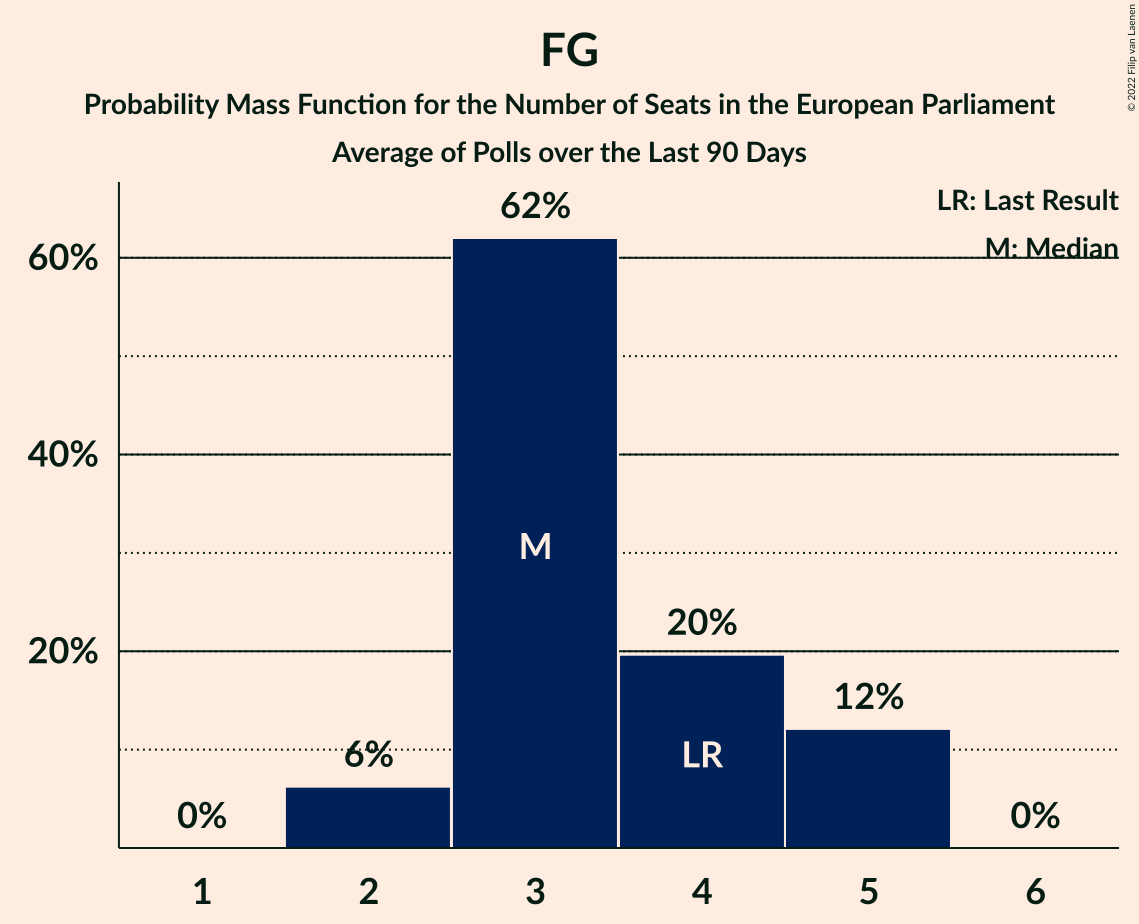 FG
Probability Mass Function for the Number of Seats in the European Parliament
Average of Polls over the Last 90 Days
© 2022 Filip van Laenen
LR: Last Result
M: Median
62%
60%
40%
M
20%
20%
12%
6%
LR
0%
0%
1 2 3 4 5 6